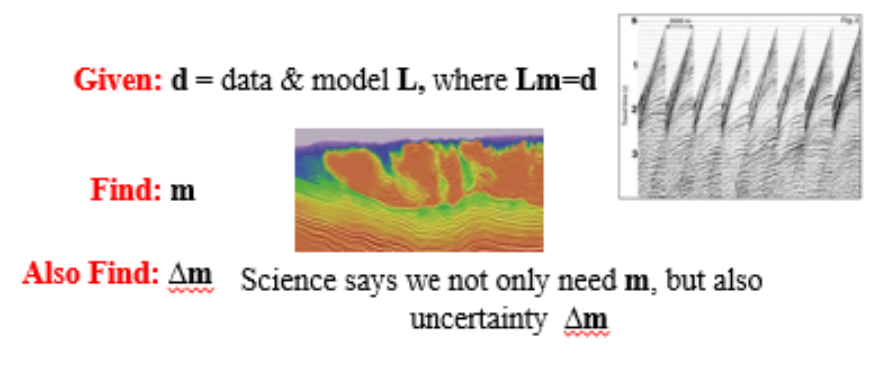 Given: d = data & model L, where Lm=d
Find: m
Also Find: Δm
Science says we not only need m, but also
uncertainty Δm